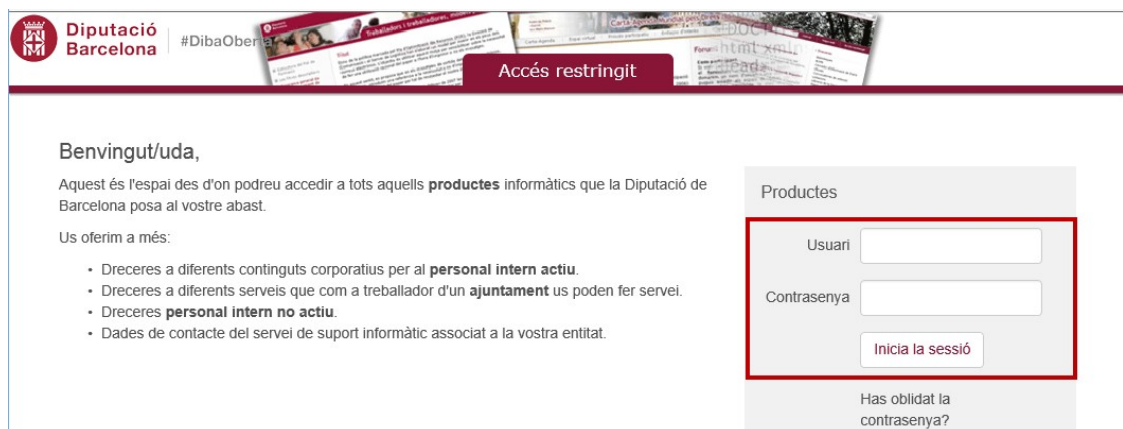 Diputació
Barcelona
#DibaOberta
Accés restringit
Benvingut/uda,
Aquest és l'espai des d'on podreu accedir a tots aquells productes informàtics que la Diputació de
Barcelona posa al vostre abast.
Us oferim a més:
• Dreceres a diferents continguts corporatius per al personal intern actiu.
• Dreceres a diferents serveis que com a treballador d'un ajuntament us poden fer servei.
• Dreceres personal intern no actiu.
• Dades de contacte del servei de suport informàtic associat a la vostra entitat.
Productes
Usuari
Contrasenya
Inicia la sessió
Has oblidat la
contrasenya?